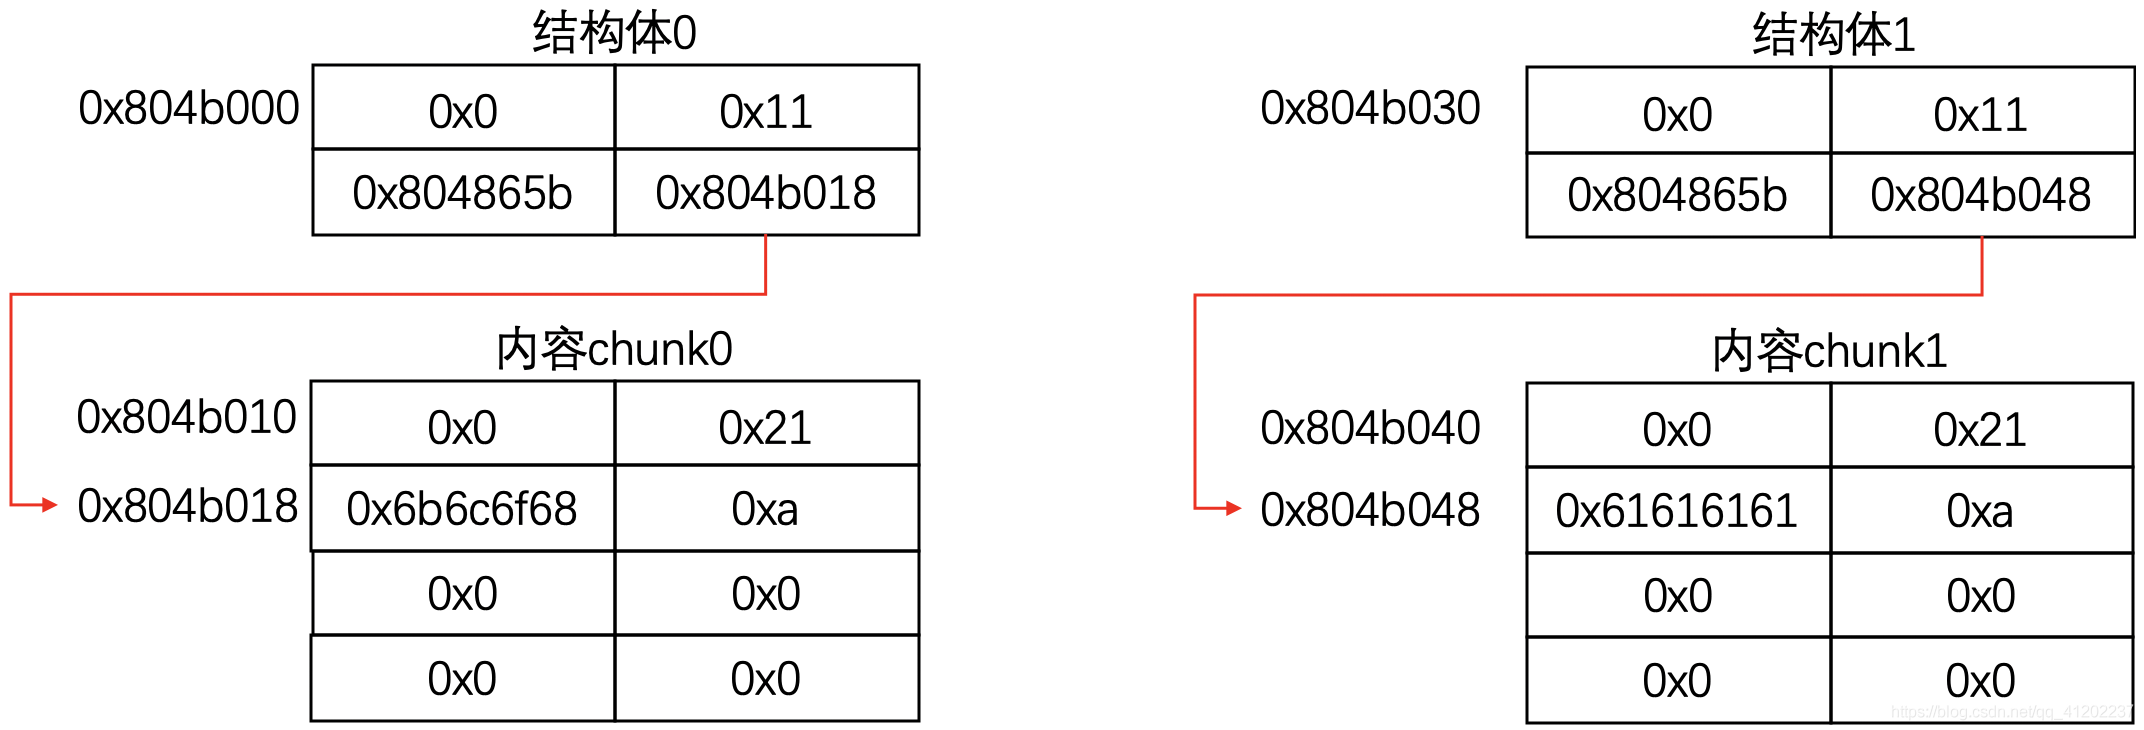 结构体0
0x804b000 0x0 0x11
0x804865b 0x804b018
内容chunk0
0x804b010 0x0 0x21
0x804b018 0x6b6c6f68 0xa
0x0 0x0
0x0 0x0
结构体1
0x804b030 0x0 0x11
0x804865b 0x804b048
内容chunk1
0x804b040 0x0 0x21
0x804b048 0x61616161 0xa
0x0 0x0
0x0 0x0
https://blog.csdn.net/qq_41202237